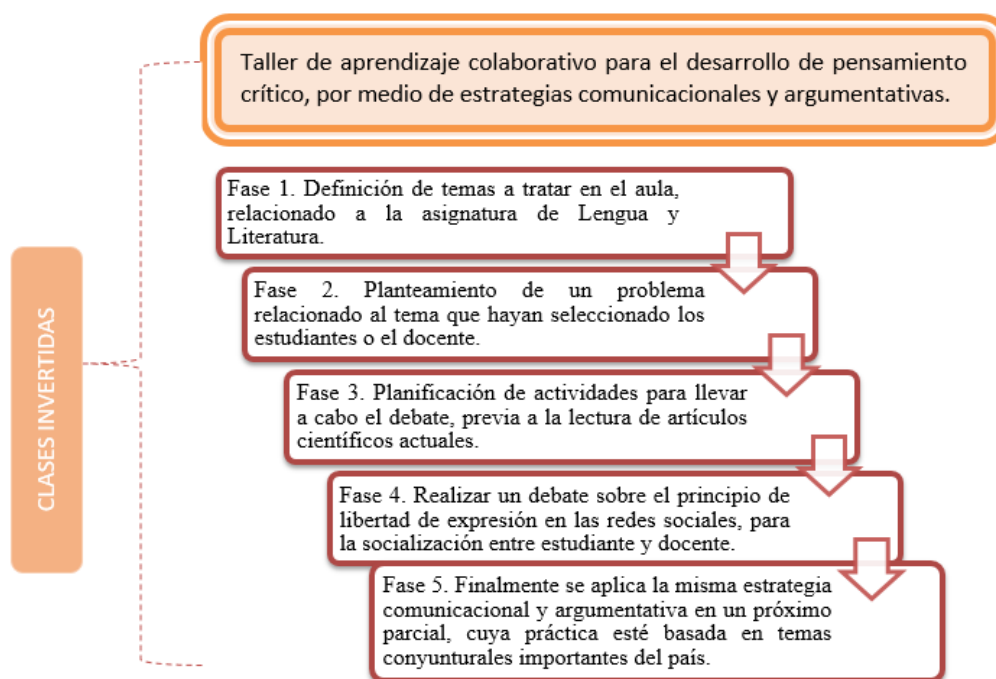 Taller de aprendizaje colaborativo para el desarrollo de pensamiento
crítico, por medio de estrategias comunicacionales y argumentativas.
CLASES INVERTIDAS
Fase 1. Definición de temas a tratar en el aula,
relacionado a la asignatura de Lengua y
Literatura.
Fase 2. Planteamiento de un problema
relacionado al tema que hayan seleccionado los
estudiantes o el docente.
Fase 3. Planificación de actividades para llevar
a cabo el debate, previa a la lectura de artículos
científicos actuales.
Fase 4. Realizar un debate sobre el principio de
libertad de expresión en las redes sociales, para
la socialización entre estudiante y docente.
Fase 5. Finalmente se aplica la misma estrategia
comunicacional y argumentativa en un próximo
parcial, cuya práctica esté basada en temas
conyunturales importantes del país.